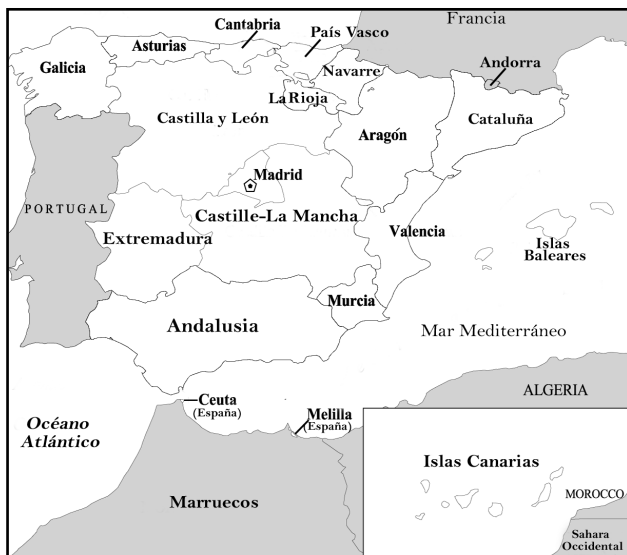 Cantabria
Francia
País Vasco
Asturias
Galicia
Navarre
Andorra
La Rioja
Castilla y León
Aragón
Cataluña
Madrid
PORTUGAL
Castille-La Mancha
Extremadura
Valencia
Islas
Baleares
Murcia
Andalusia
Mar Mediterráneo
Ceuta
(España)
ALGERIA
Melilla
(España)
Océano
Atlántico
Islas Canarias
Marruecos
MOROCCO
Sahara
Occidental